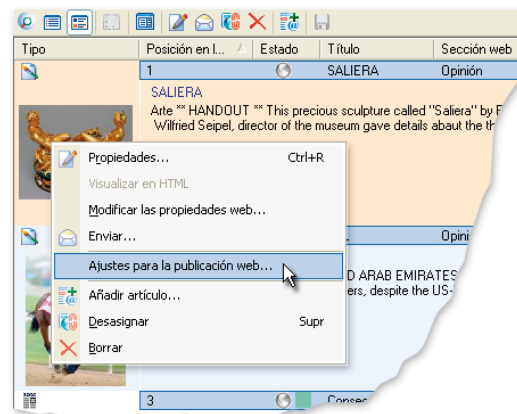 Tipo Posición en l... Estado Título Sección web
1 SALIERA Opinión
SALIERA
Arte ** HANDOUT ** This precious sculpture called "Saliera" by
Wilfried Seipel, director of the museum gave details abaut the th
Propiedades... Ctrl+R
Visualizar en HTML
Modificar las propiedades web...
Enviar...
Opini
Ajustes para la publicación web...
D ARAB EMIRATES
ers, despite the US-
Añadir artículo...
Desasignar Supr
Borrar
3